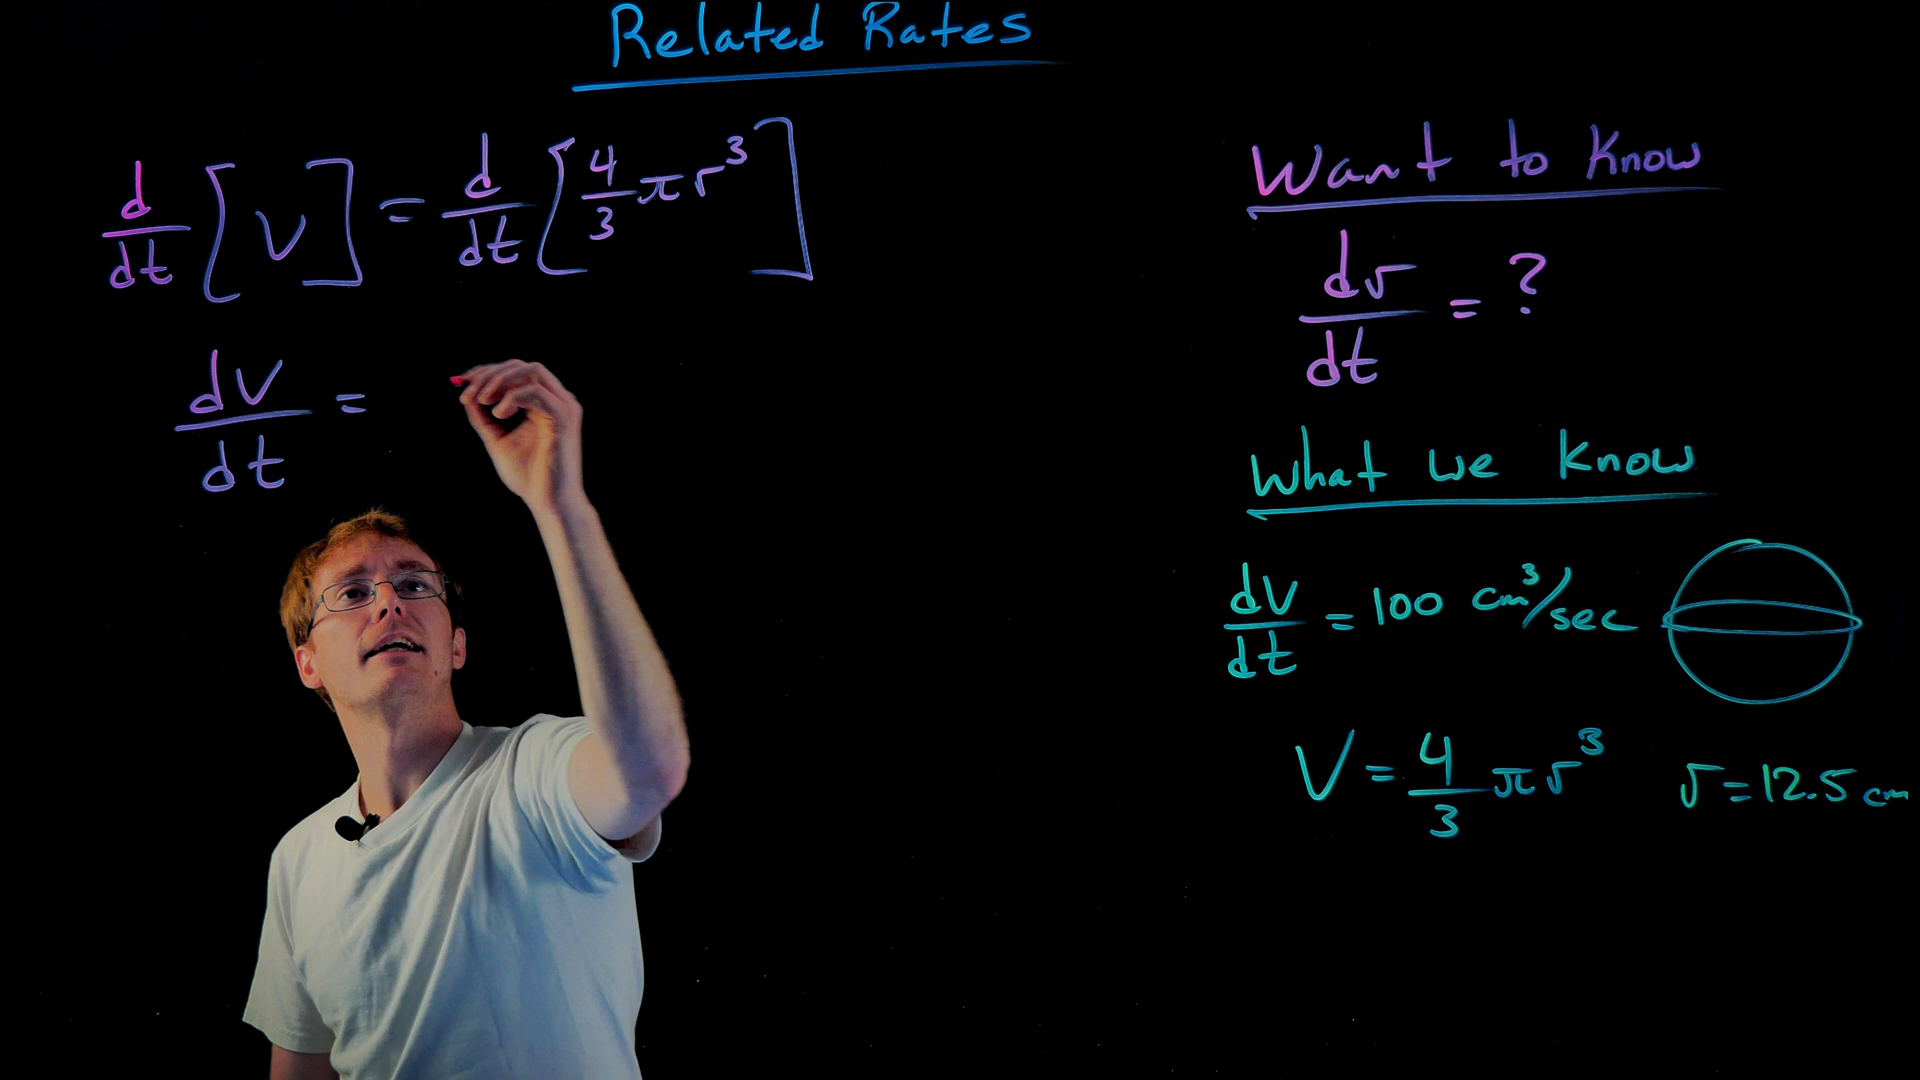 Related Rates
d/dt [V] = d/dt [4/3 πr³]
dV/dt =
Want to Know
dr/dt = ?
What we Know
dV/dt = 100 cm³/sec
V = 4/3 πr³
r = 12.5 cm